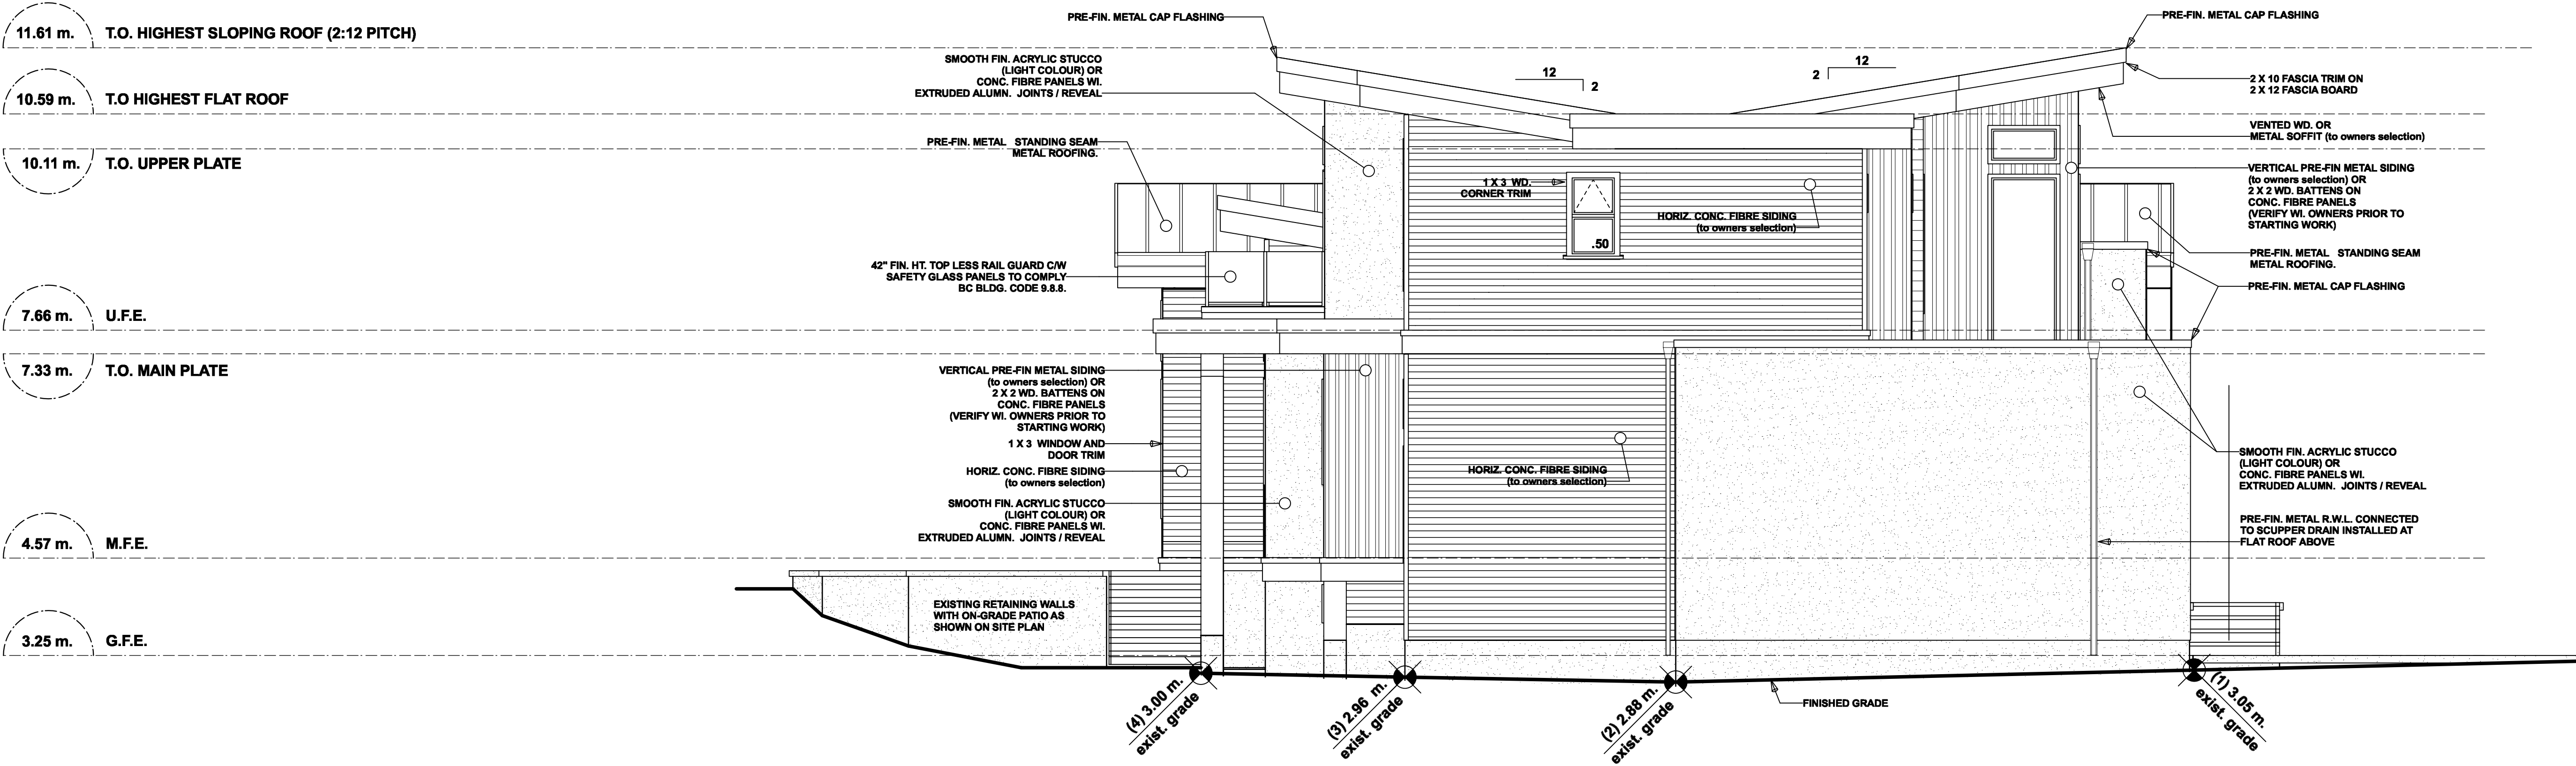 11.61 m. T.O. HIGHEST SLOPING ROOF (2:12 PITCH)
10.59 m. T.O HIGHEST FLAT ROOF
10.11 m. T.O. UPPER PLATE
7.66 m. U.F.E.
7.33 m. T.O. MAIN PLATE
4.57 m. M.F.E.
3.25 m. G.F.E.
PRE-FIN. METAL CAP FLASHING
SMOOTH FIN. ACRYLIC STUCCO
(LIGHT COLOUR) OR
CONC. FIBRE PANELS WI.
EXTRUDED ALUMN. JOINTS / REVEAL
PRE-FIN. METAL STANDING SEAM
METAL ROOFING.
42" FIN. HT. TOP LESS RAIL GUARD C/W
SAFETY GLASS PANELS TO COMPLY
BC BLDG. CODE 9.8.8.
VERTICAL PRE-FIN METAL SIDING
(to owners selection) OR
2 X 2 WD. BATTENS ON
CONC. FIBRE PANELS
(VERIFY WI. OWNERS PRIOR TO
STARTING WORK)
1 X 3 WINDOW AND
DOOR TRIM
HORIZ. CONC. FIBRE SIDING
(to owners selection)
SMOOTH FIN. ACRYLIC STUCCO
(LIGHT COLOUR) OR
CONC. FIBRE PANELS WI.
EXTRUDED ALUMN. JOINTS / REVEAL
EXISTING RETAINING WALLS
WITH ON-GRADE PATIO AS
SHOWN ON SITE PLAN
12
2
12
2
1 X 3 WD.
CORNER TRIM
.50
HORIZ. CONC. FIBRE SIDING
(to owners selection)
HORIZ. CONC. FIBRE SIDING
(to owners selection)
PRE-FIN. METAL CAP FLASHING
2 X 10 FASCIA TRIM ON
2 X 12 FASCIA BOARD
VENTED WD. OR
METAL SOFFIT (to owners selection)
VERTICAL PRE-FIN METAL SIDING
(to owners selection) OR
2 X 2 WD. BATTENS ON
CONC. FIBRE PANELS
(VERIFY WI. OWNERS PRIOR TO
STARTING WORK)
PRE-FIN. METAL STANDING SEAM
METAL ROOFING.
PRE-FIN. METAL CAP FLASHING
SMOOTH FIN. ACRYLIC STUCCO
(LIGHT COLOUR) OR
CONC. FIBRE PANELS WI.
EXTRUDED ALUMN. JOINTS / REVEAL
PRE-FIN. METAL R.W.L. CONNECTED
TO SCUPPER DRAIN INSTALLED AT
FLAT ROOF ABOVE
(4) 3.00 m.
exist. grade
(3) 2.96 m.
exist. grade
(2) 2.88 m.
exist. grade
FINISHED GRADE
(1) 3.05 m.
exist. grade